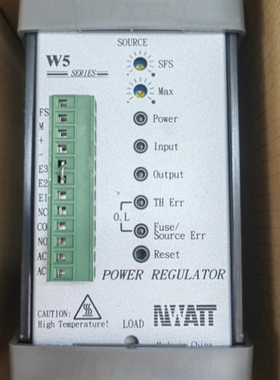 SOURCE
W5
SERIES
SFS
Max
FS
M
+
-
E3
E2
E1
NC
CO
NO
AC
AC
Power
Input
Output
TH Err
O.L
Fuse/
Source Err
Reset
POWER REGULATOR
CAUTION:
High Temperature!
LOAD
NWATT
Made in China